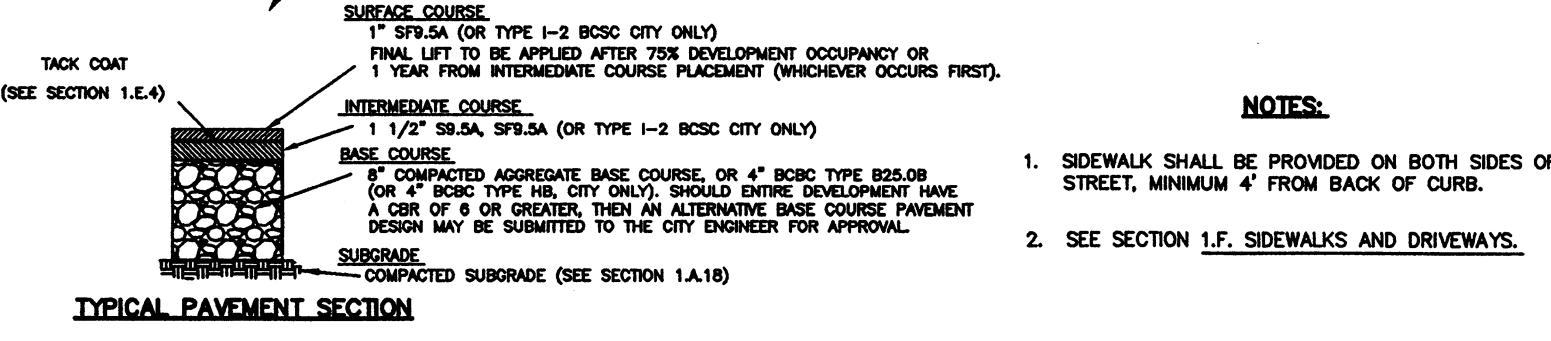 SURFACE COURSE
1" SF9.5A (OR TYPE I-2 BCSC CITY ONLY)
FINAL LIFT TO BE APPLIED AFTER 75% DEVELOPMENT OCCUPANCY OR
1 YEAR FROM INTERMEDIATE COURSE PLACEMENT (WHICHEVER OCCURS FIRST).
TACK COAT
(SEE SECTION 1.E.4)
INTERMEDIATE COURSE
1 1/2" S9.5A, SF9.5A (OR TYPE I-2 BCSC CITY ONLY)
BASE COURSE
8" COMPACTED AGGREGATE BASE COURSE, OR 4" BCBC TYPE B25.0B
(OR 4" BCBC TYPE HB, CITY ONLY). SHOULD ENTIRE DEVELOPMENT HAVE
A CBR OF 6 OR GREATER, THEN AN ALTERNATIVE BASE COURSE PAVEMENT
DESIGN MAY BE SUBMITTED TO THE CITY ENGINEER FOR APPROVAL.
SUBGRADE
COMPACTED SUBGRADE (SEE SECTION 1.A.18)
TYPICAL PAVEMENT SECTION
NOTES:
1. SIDEWALK SHALL BE PROVIDED ON BOTH SIDES OF
STREET, MINIMUM 4' FROM BACK OF CURB.
2. SEE SECTION 1.F. SIDEWALKS AND DRIVEWAYS.